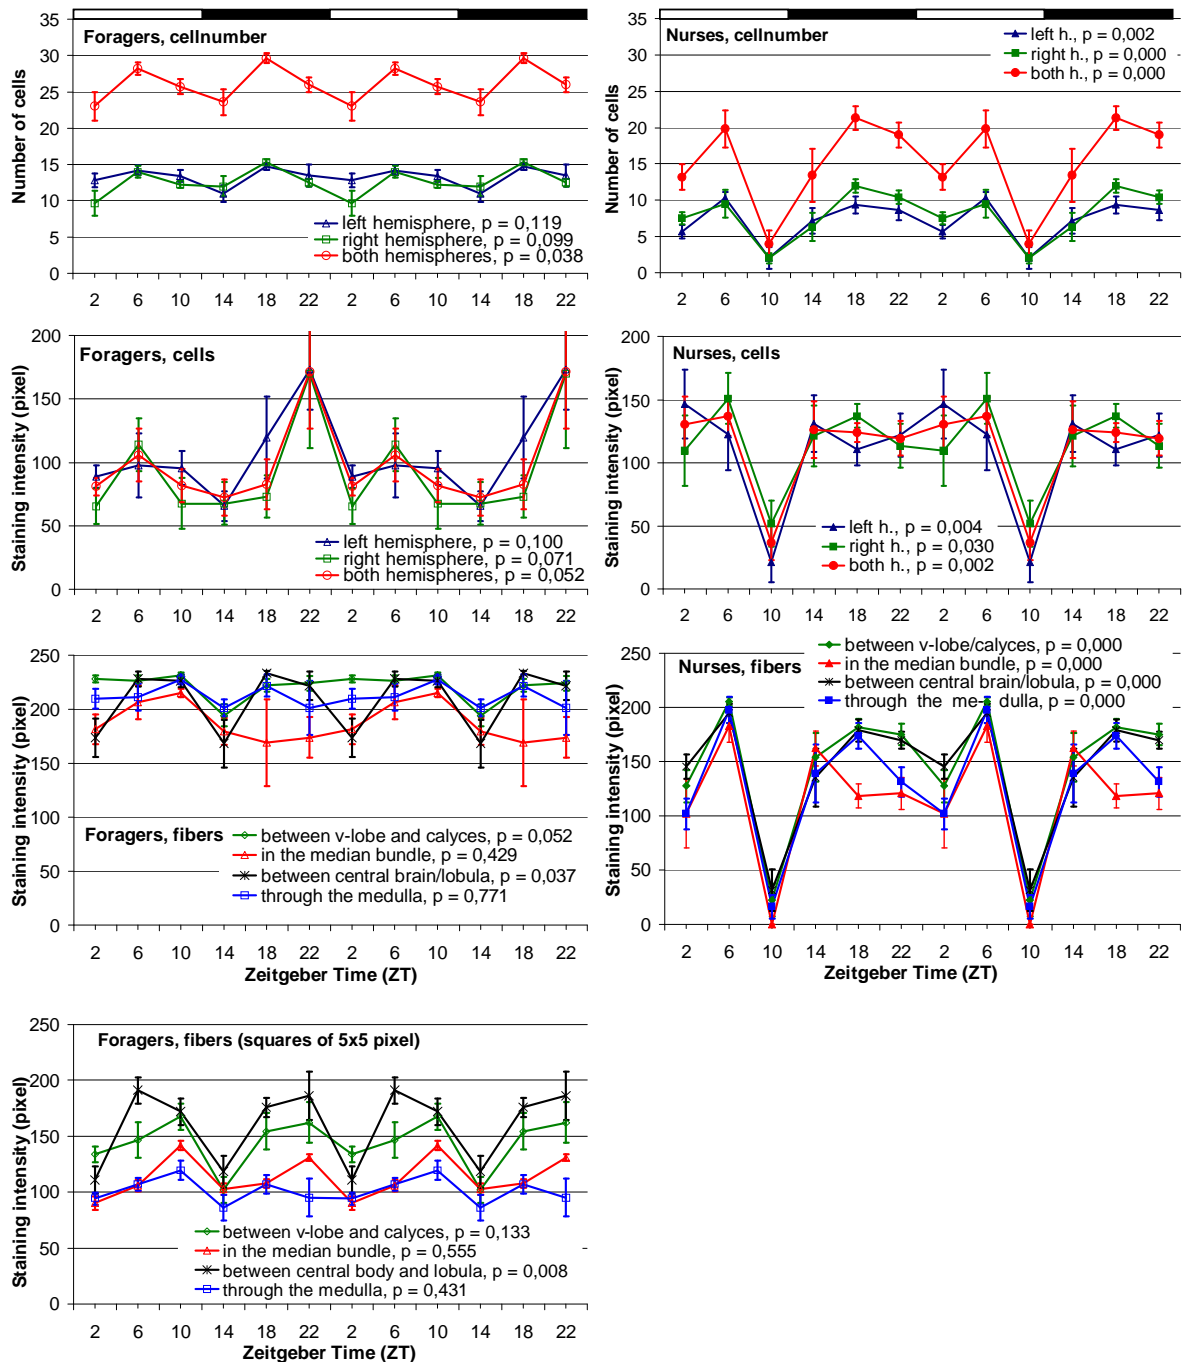 Foragers, cellnumber
Number of cells
35
30
25
20
15
10
5
0
left hemisphere, p = 0,119
right hemisphere, p = 0,099
both hemispheres, p = 0,038
2 6 10 14 18 22 2 6 10 14 18 22
Nurses, cellnumber
Number of cells
35
30
25
20
15
10
5
0
left h., p = 0,002
right h., p = 0,000
both h., p = 0,000
2 6 10 14 18 22 2 6 10 14 18 22
Foragers, cells
Staining intensity (pixel)
200
150
100
50
0
left hemisphere, p = 0,100
right hemisphere, p = 0,071
both hemispheres, p = 0,052
2 6 10 14 18 22 2 6 10 14 18 22
Nurses, cells
Staining intensity (pixel)
200
150
100
50
0
left h., p = 0,004
right h., p = 0,030
both h., p = 0,002
2 6 10 14 18 22 2 6 10 14 18 22
Staining intensity (pixel)
250
200
150
100
50
0
Foragers, fibers
between v-lobe and calyces, p = 0,052
in the median bundle, p = 0,429
between central brain/lobula, p = 0,037
through the medulla, p = 0,771
2 6 10 14 18 22 2 6 10 14 18 22
Zeitgeber Time (ZT)
Nurses, fibers
Staining intensity (pixel)
250
200
150
100
50
0
between v-lobe/calyces, p = 0,000
in the median bundle, p = 0,000
between central brain/lobula, p = 0,000
through the me- dulla, p = 0,000
2 6 10 14 18 22 2 6 10 14 18 22
Zeitgeber Time (ZT)
Foragers, fibers (squares of 5x5 pixel)
Staining intensity (pixel)
250
200
150
100
50
0
between v-lobe and calyces, p = 0,133
in the median bundle, p = 0,555
between central body and lobula, p = 0,008
through the medulla, p = 0,431
2 6 10 14 18 22 2 6 10 14 18 22
Zeitgeber Time (ZT)